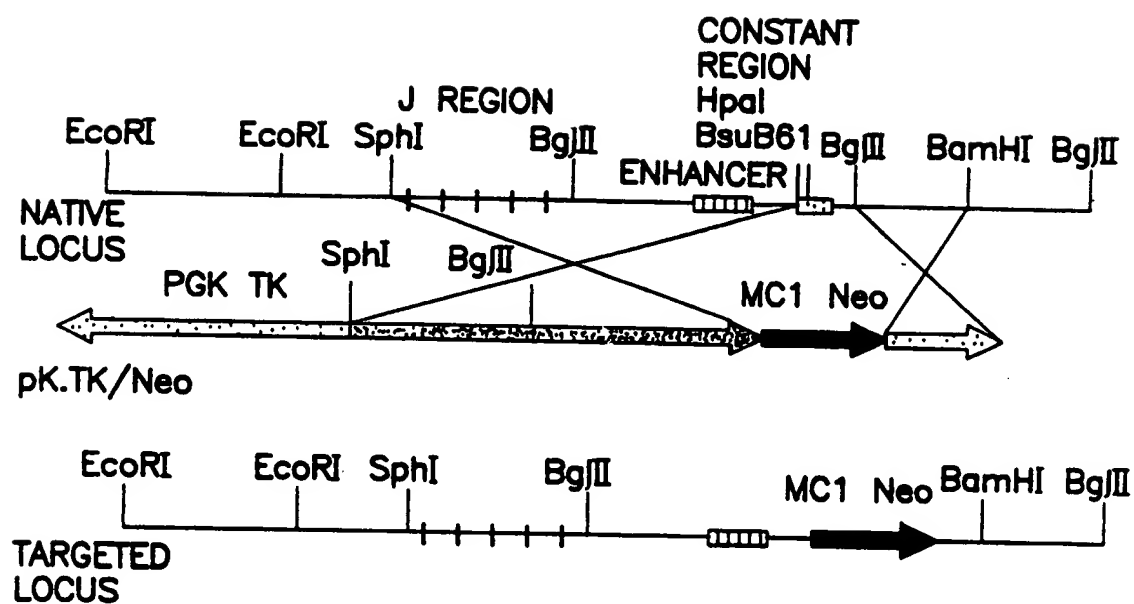 CONSTANT
REGION
J REGION HpaI
EcoRI EcoRI SphI BglII BsuB61 BglII BamHI BglII
ENHANCER
NATIVE
LOCUS
SphI BglII
PGK TK MC1 Neo
pK.TK/Neo
EcoRI EcoRI SphI BglII MC1 Neo BamHI BglII
TARGETED
LOCUS